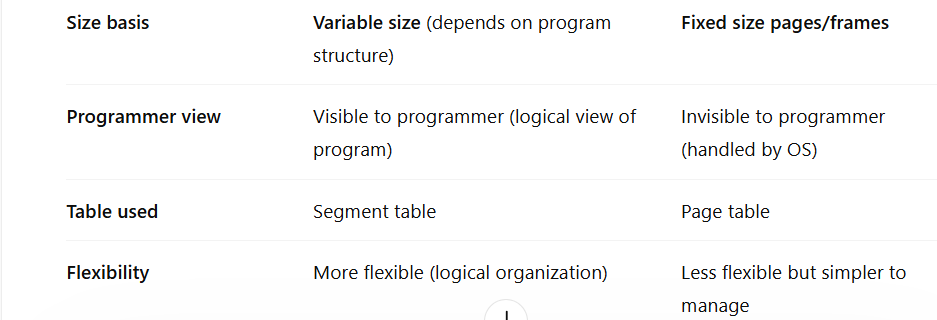 Size basis
Variable size (depends on program
structure)
Fixed size pages/frames
Programmer view
Visible to programmer (logical view of
program)
Invisible to programmer
(handled by OS)
Table used
Segment table
Page table
Flexibility
More flexible (logical organization)
Less flexible but simpler to
manage